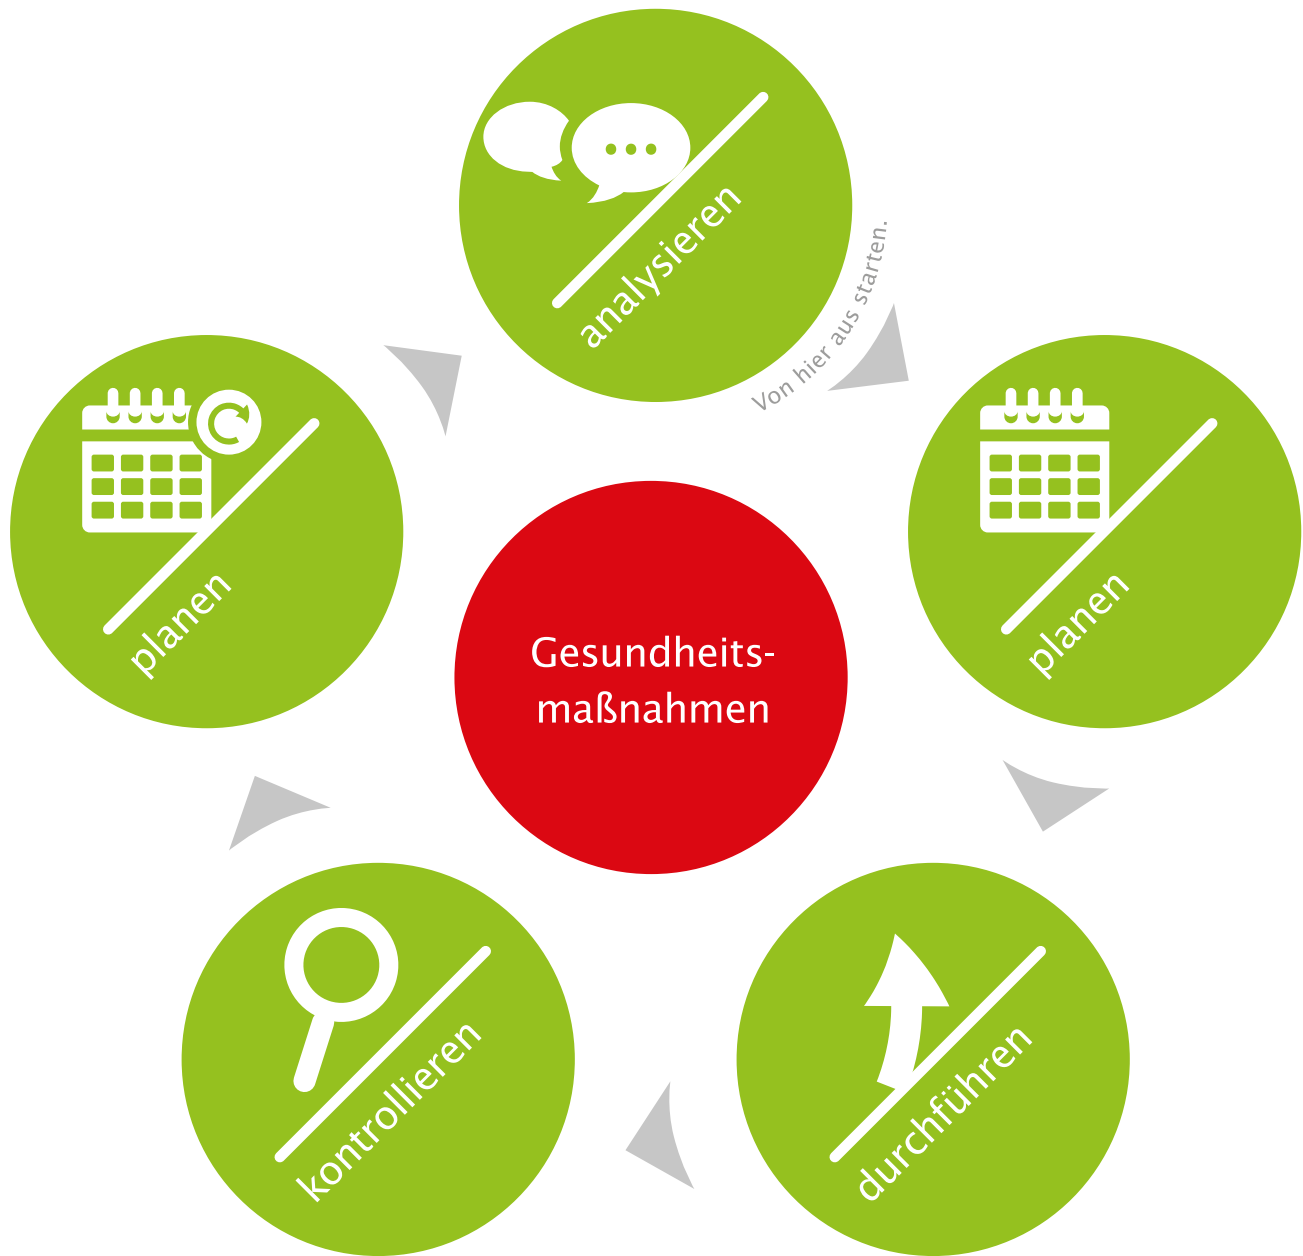 analysieren
Von hier aus starten.
planen
planen
Gesundheits-
maßnahmen
kontrollieren
durchführen